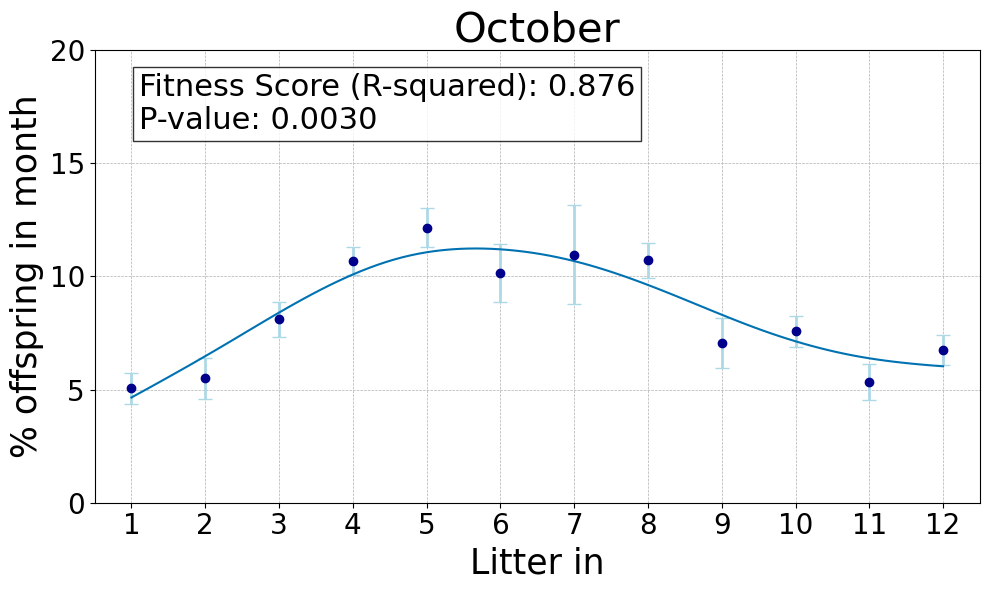 October
Fitness Score (R-squared): 0.876
P-value: 0.0030
% offspring in month
20
15
10
5
0
1 2 3 4 5 6 7 8 9 10 11 12
Litter in